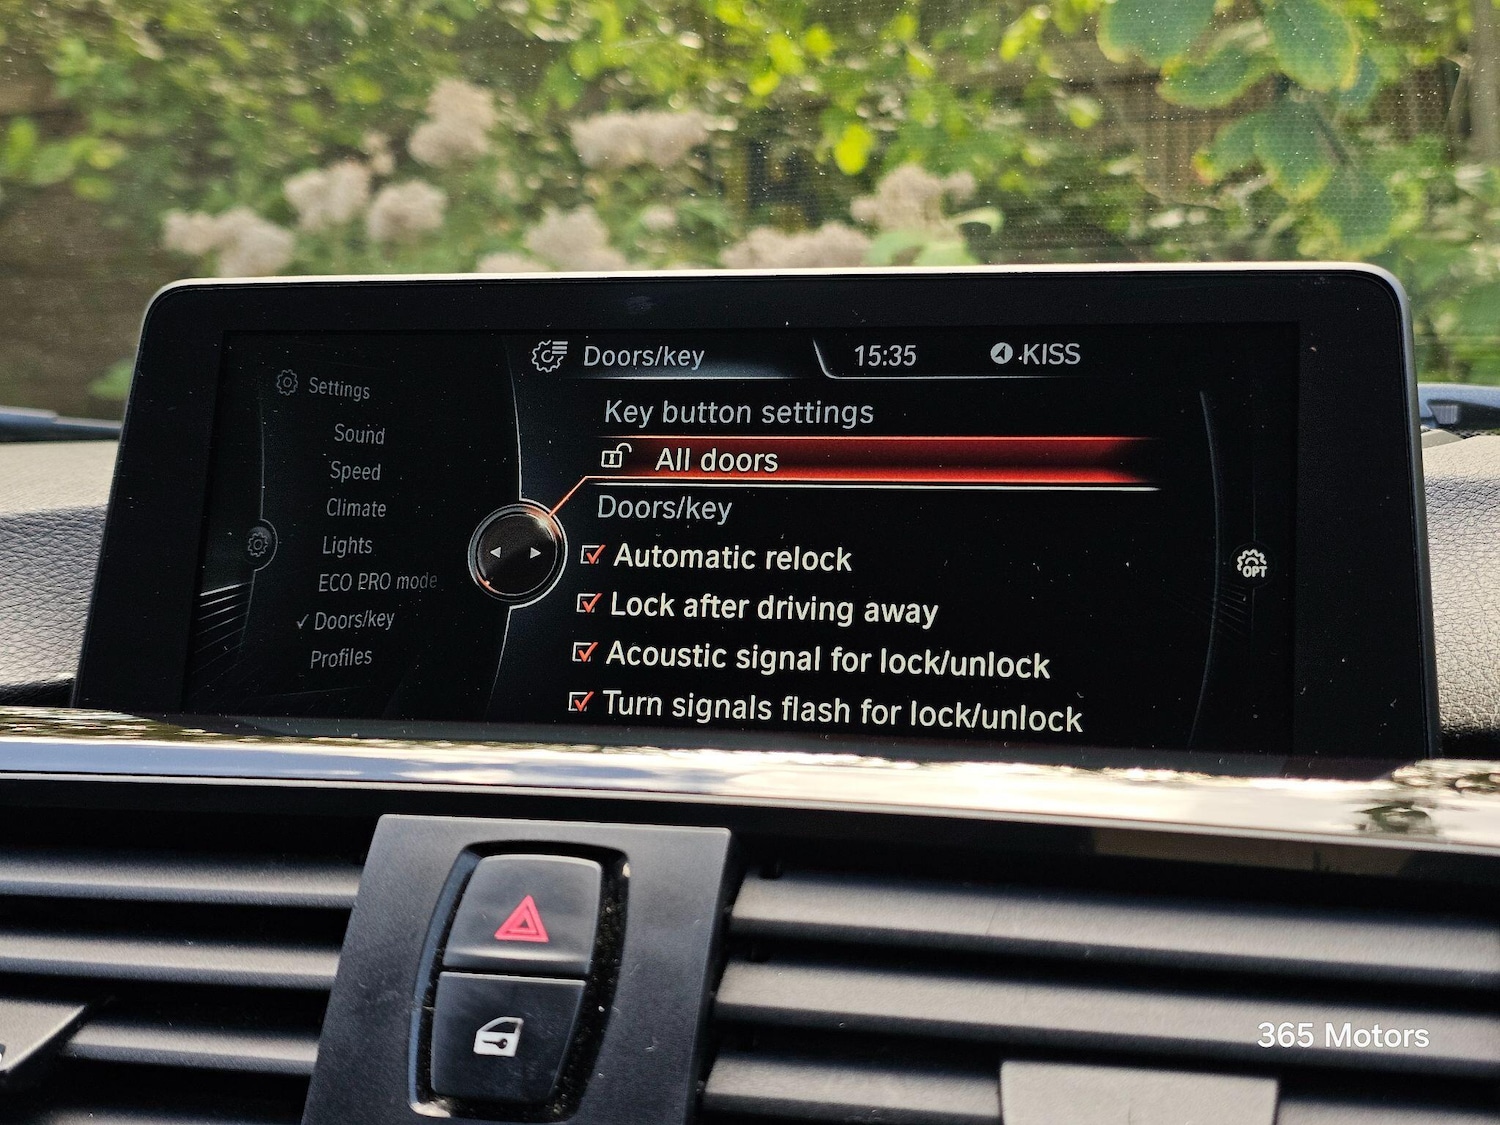 Doors/key
15:35
KISS
Settings
Sound
Speed
Climate
Lights
ECO PRO mode
✓ Doors/key
Profiles
Key button settings
All doors
Doors/key
Automatic relock
Lock after driving away
Acoustic signal for lock/unlock
Turn signals flash for lock/unlock
OPT
365 Motors